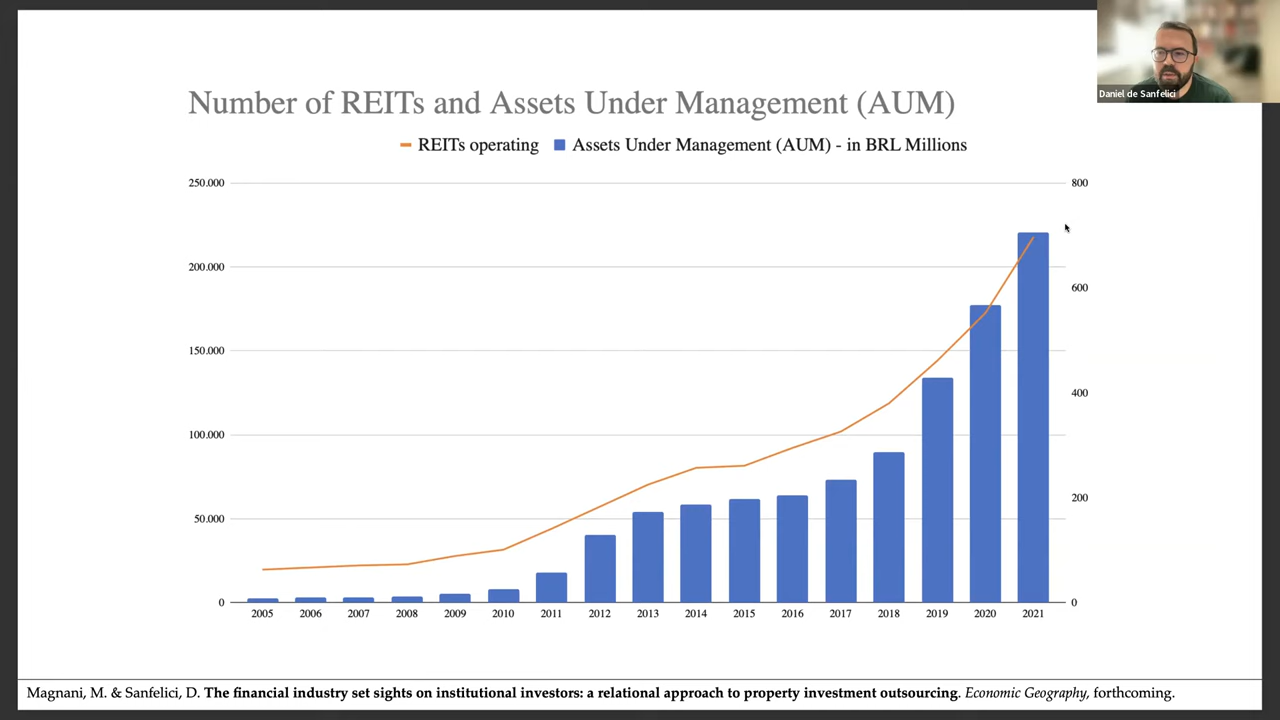 Daniel de Sanfelici
Number of REITs and Assets Under Management (AUM)
REITs operating Assets Under Management (AUM) - in BRL Millions
250.000
200.000
150.000
100.000
50.000
0
800
600
400
200
0
2005 2006 2007 2008 2009 2010 2011 2012 2013 2014 2015 2016 2017 2018 2019 2020 2021
Magnani, M. & Sanfelici, D. The financial industry set sights on institutional investors: a relational approach to property investment outsourcing. Economic Geography, forthcoming.